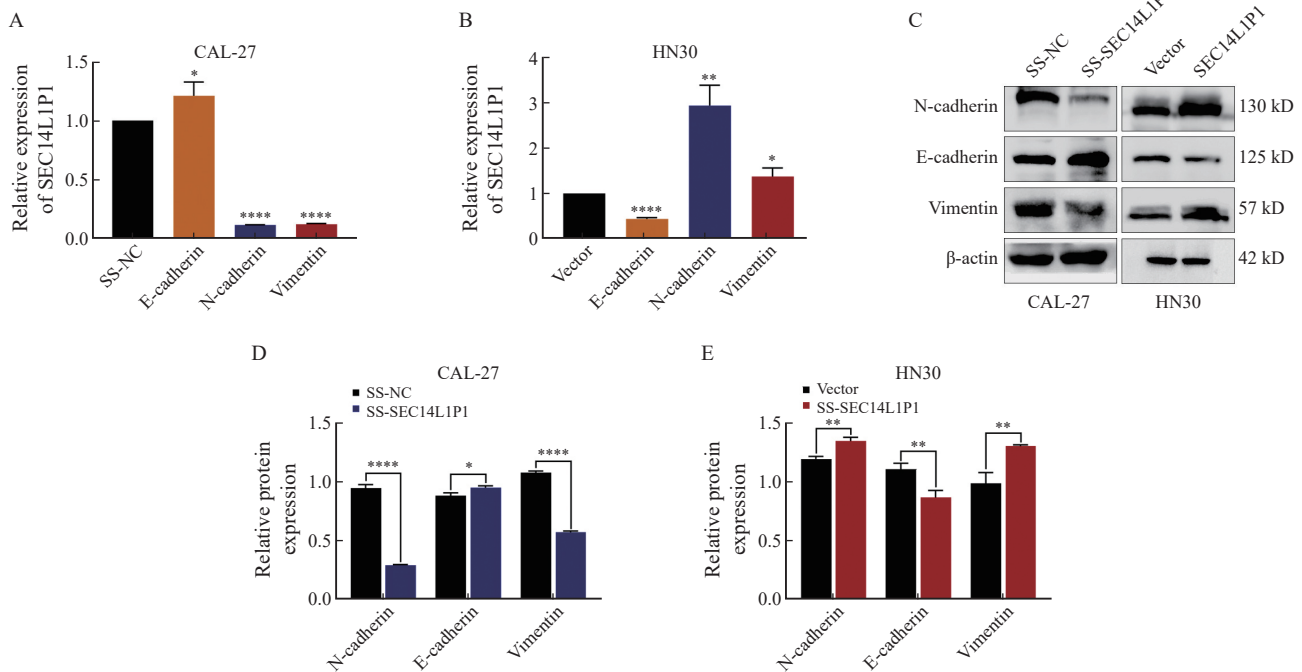 A
CAL-27
Relative expression
of SEC14L1P1
1.5
1.0
0.5
0.0
*
****
****
SS-NC
E-cadherin
N-cadherin
Vimentin
B
HN30
Relative expression
of SEC14L1P1
4
3
2
1
0
****
**
*
Vector
E-cadherin
N-cadherin
Vimentin
C
SS-NC
SS-SEC14L1P
Vector
SEC14L1P1
N-cadherin
130 kD
E-cadherin
125 kD
Vimentin
57 kD
β-actin
42 kD
CAL-27
HN30
D
CAL-27
SS-NC
SS-SEC14L1P1
Relative protein
expression
1.5
1.0
0.5
0.0
****
*
****
N-cadherin
E-cadherin
Vimentin
E
HN30
Vector
SS-SEC14L1P1
Relative protein
expression
1.5
1.0
0.5
0.0
**
**
**
N-cadherin
E-cadherin
Vimentin